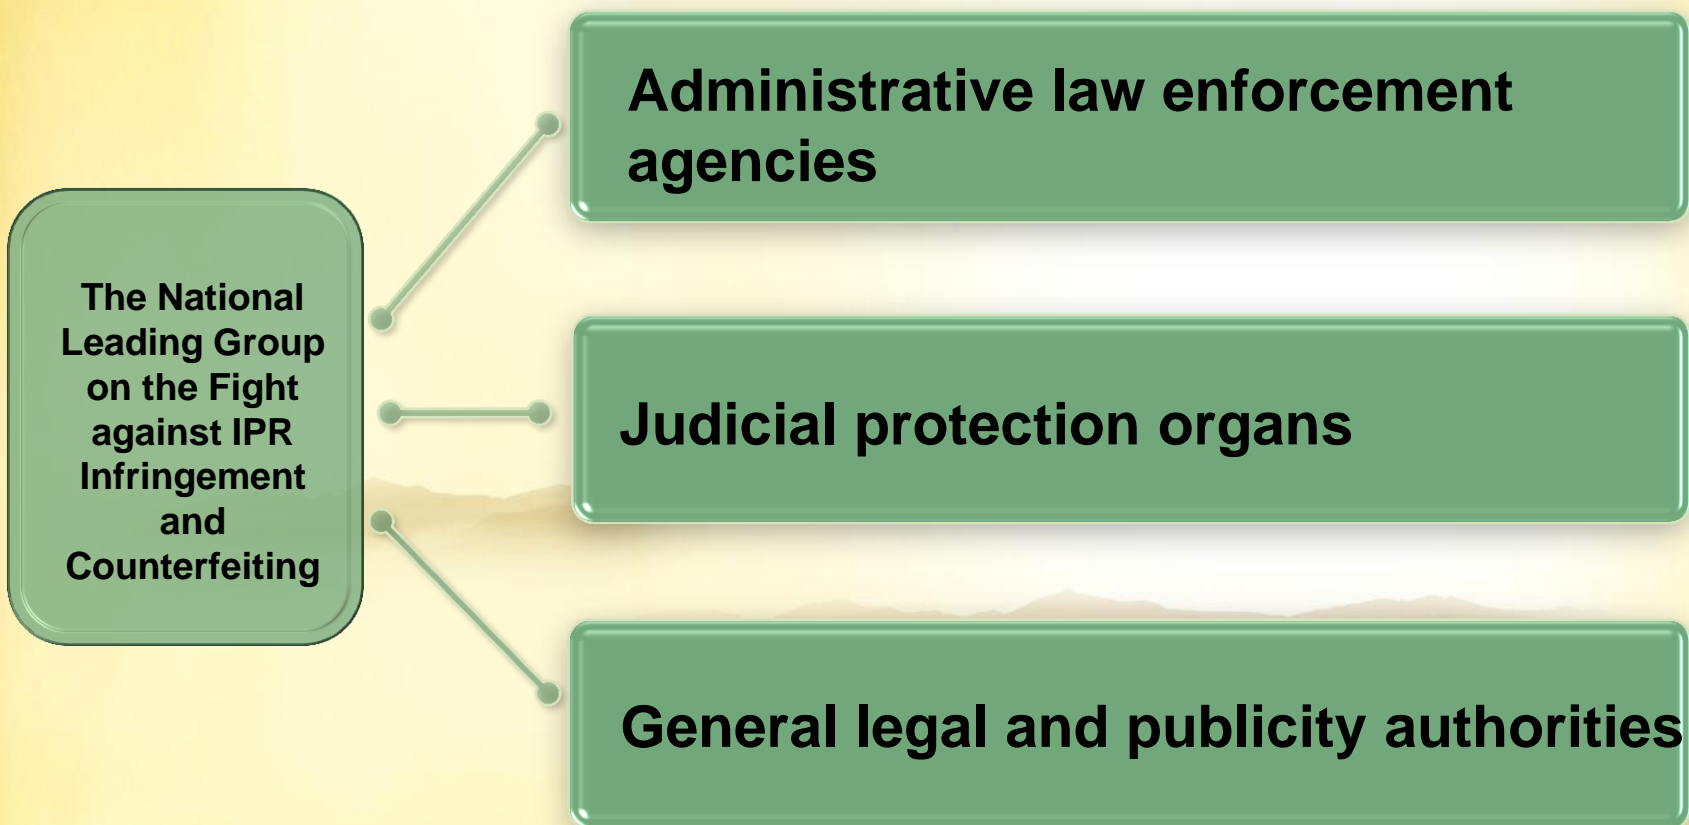 The National
Leading Group
on the Fight
against IPR
Infringement
and
Counterfeiting
Administrative law enforcement
agencies
Judicial protection organs
General legal and publicity authorities